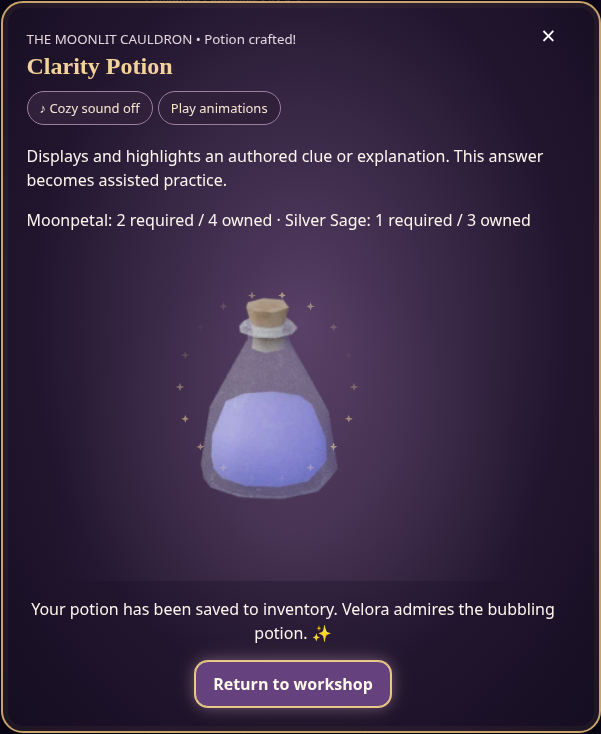 THE MOONLIT CAULDRON • Potion crafted!
✕
Clarity Potion
♪ Cozy sound off
Play animations
Displays and highlights an authored clue or explanation. This answer
becomes assisted practice.
Moonpetal: 2 required / 4 owned · Silver Sage: 1 required / 3 owned
Your potion has been saved to inventory. Velora admires the bubbling
potion. ✨
Return to workshop